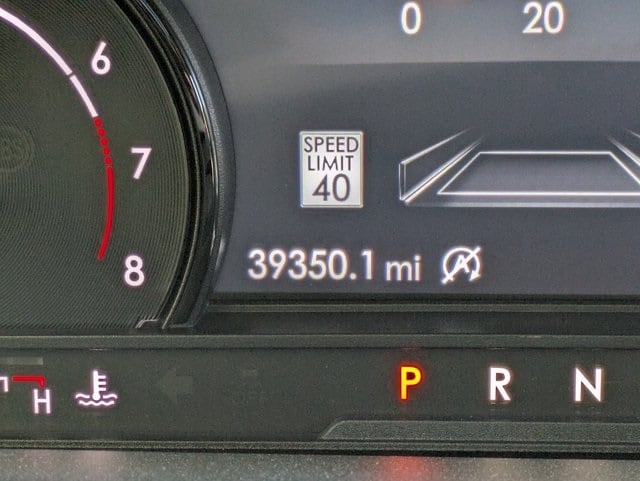 0 20
6
7
8
SPEED
LIMIT
40
39350.1 mi
H
P R N